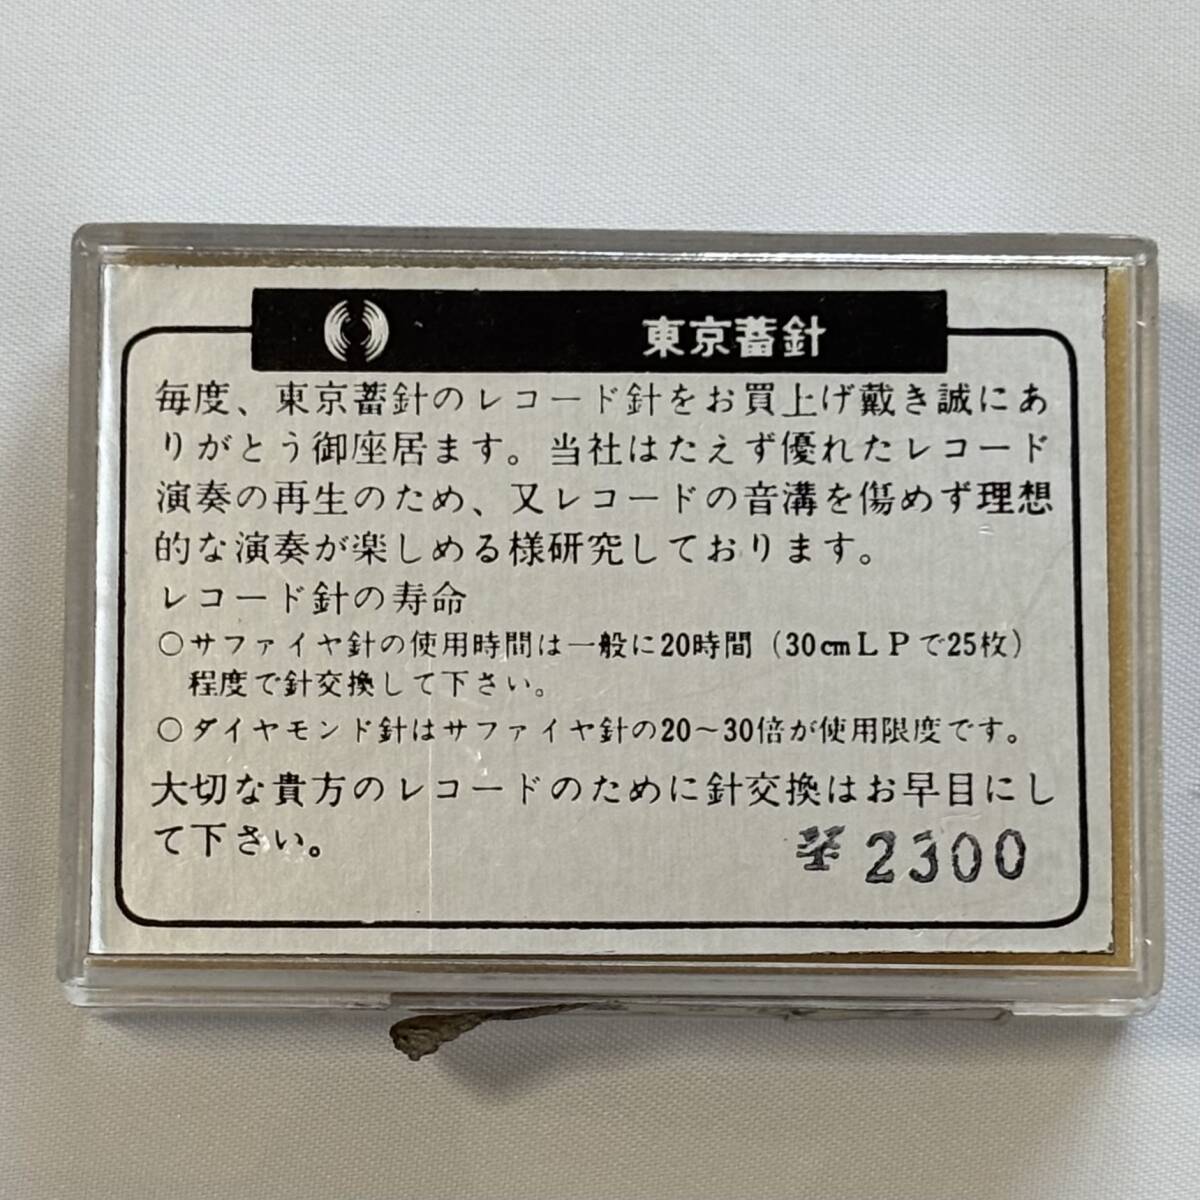 東京蓄針
毎度、東京蓄針のレコード針をお買上げ戴き誠にあ
りがとう御座居ます。当社はたえず優れたレコード
演奏の再生のため、又レコードの音溝を傷めず理想
的な演奏が楽しめる様研究しております。
レコード針の寿命
○サファイヤ針の使用時間は一般に20時間(30cmLPで25枚)
程度で針交換して下さい。
○ダイヤモンド針はサファイヤ針の20〜30倍が使用限度です。
大切な貴方のレコードのために針交換はお早目にし
て下さい。
¥2300